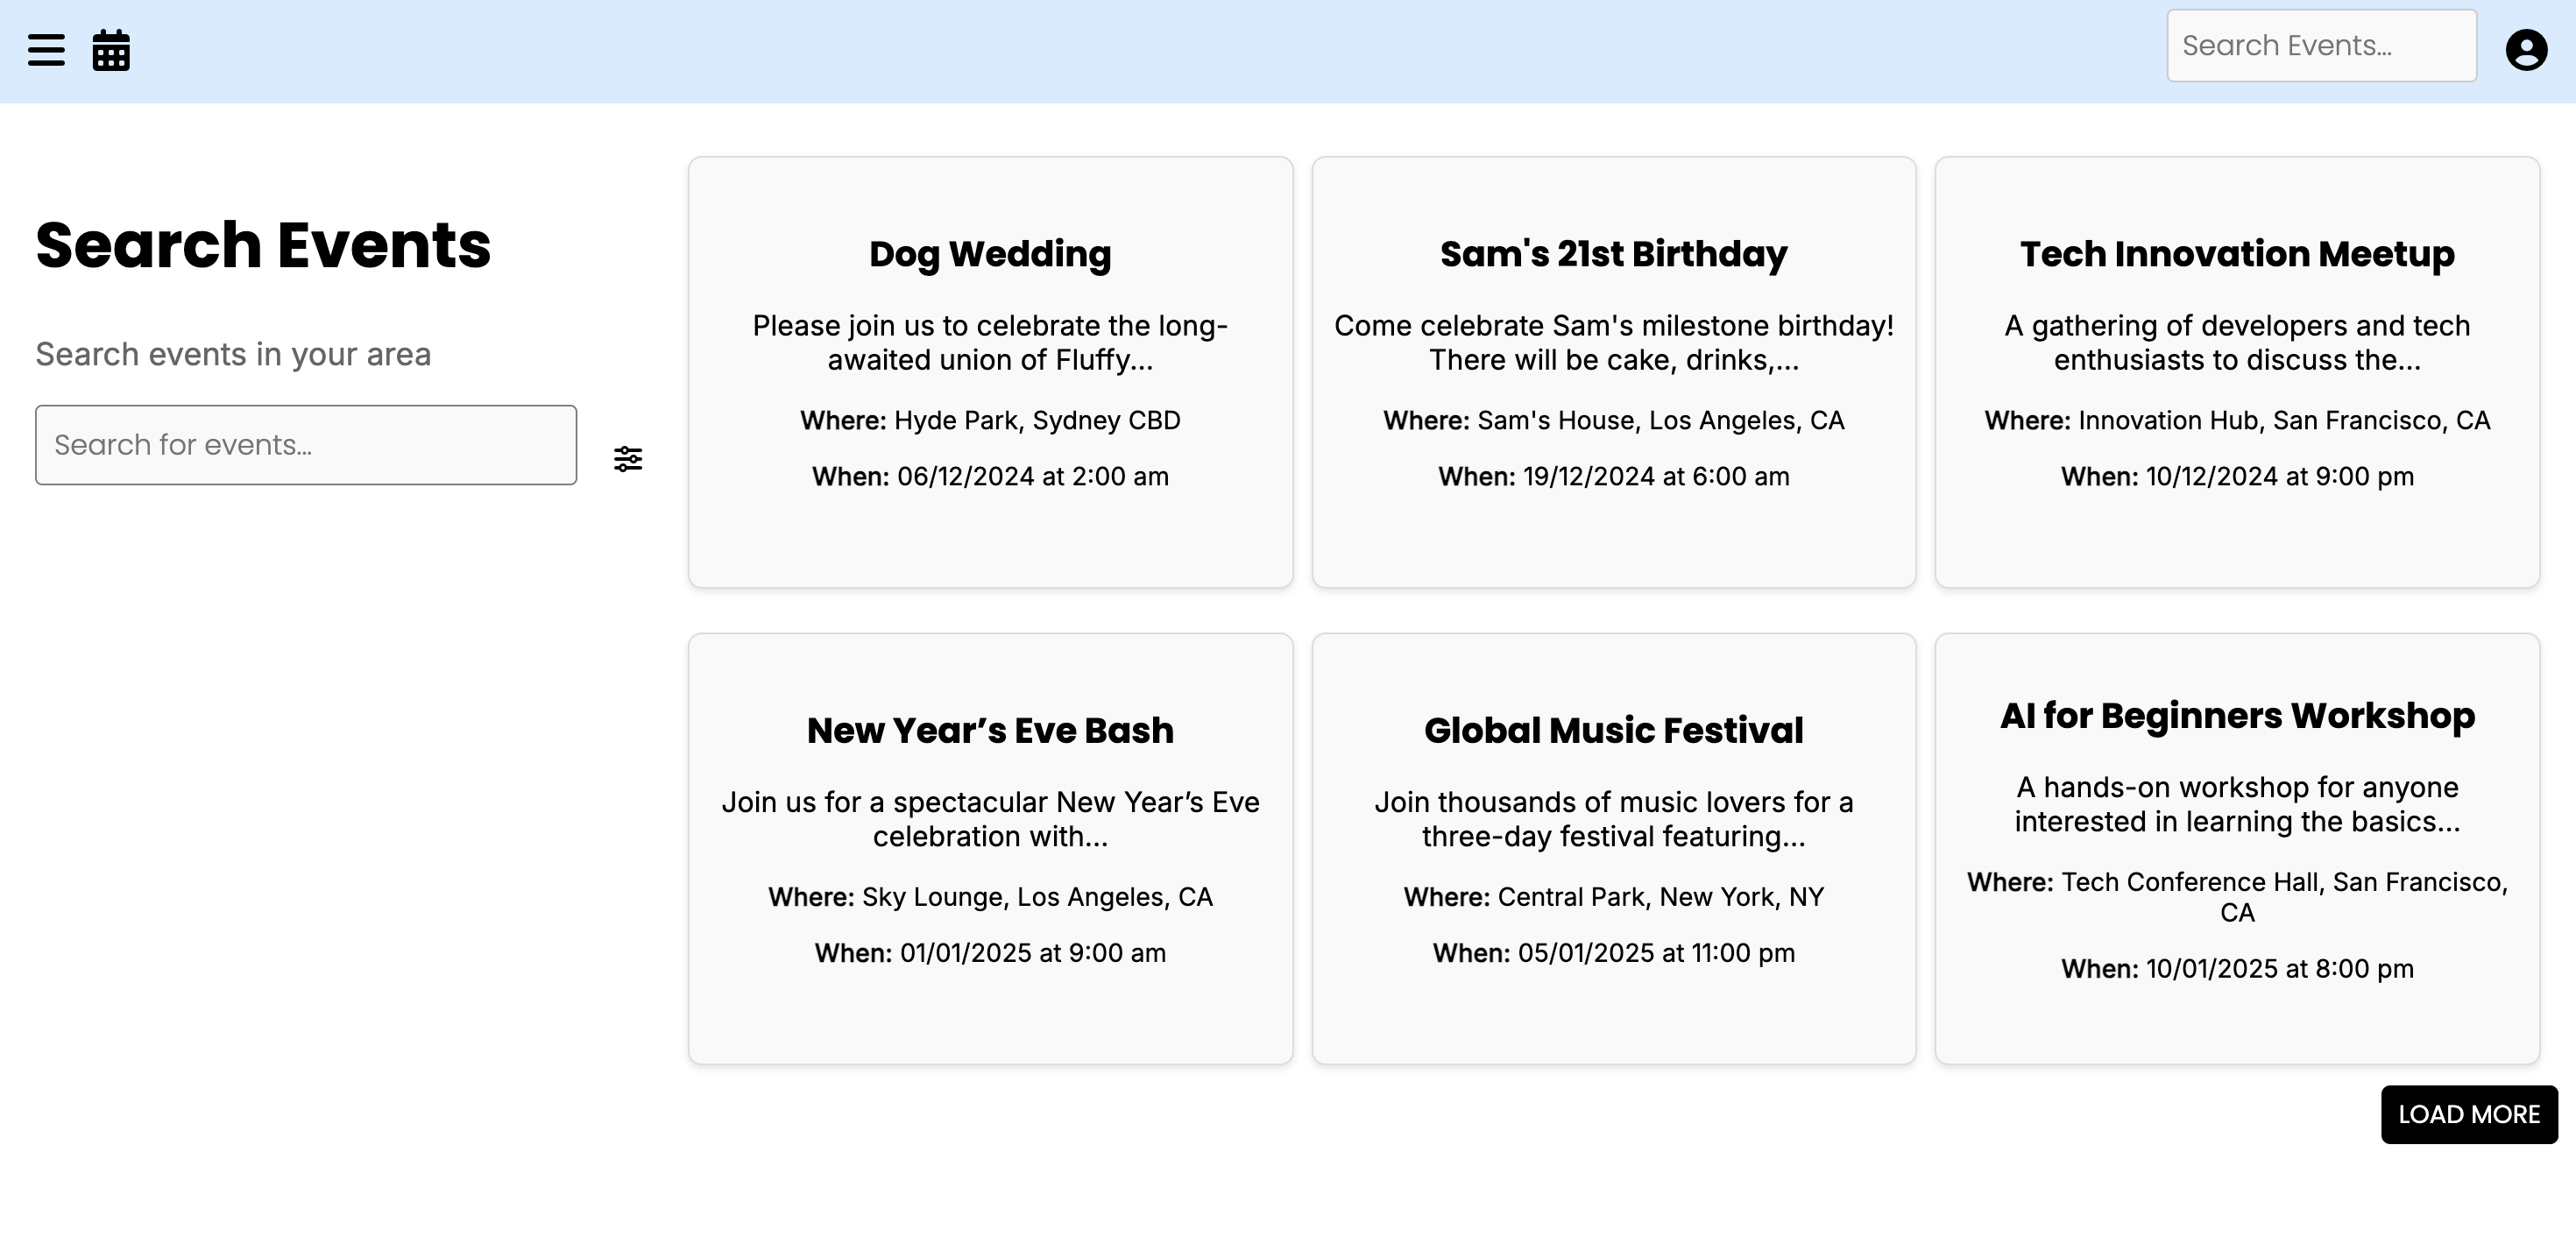 Search Events...
Search Events
Search events in your area
Search for events...
Dog Wedding
Please join us to celebrate the long-
awaited union of Fluffy...
Where: Hyde Park, Sydney CBD
When: 06/12/2024 at 2:00 am
Sam's 21st Birthday
Come celebrate Sam's milestone birthday!
There will be cake, drinks,...
Where: Sam's House, Los Angeles, CA
When: 19/12/2024 at 6:00 am
Tech Innovation Meetup
A gathering of developers and tech
enthusiasts to discuss the...
Where: Innovation Hub, San Francisco, CA
When: 10/12/2024 at 9:00 pm
New Year’s Eve Bash
Join us for a spectacular New Year’s Eve
celebration with...
Where: Sky Lounge, Los Angeles, CA
When: 01/01/2025 at 9:00 am
Global Music Festival
Join thousands of music lovers for a
three-day festival featuring...
Where: Central Park, New York, NY
When: 05/01/2025 at 11:00 pm
AI for Beginners Workshop
A hands-on workshop for anyone
interested in learning the basics...
Where: Tech Conference Hall, San Francisco,
CA
When: 10/01/2025 at 8:00 pm
LOAD MORE